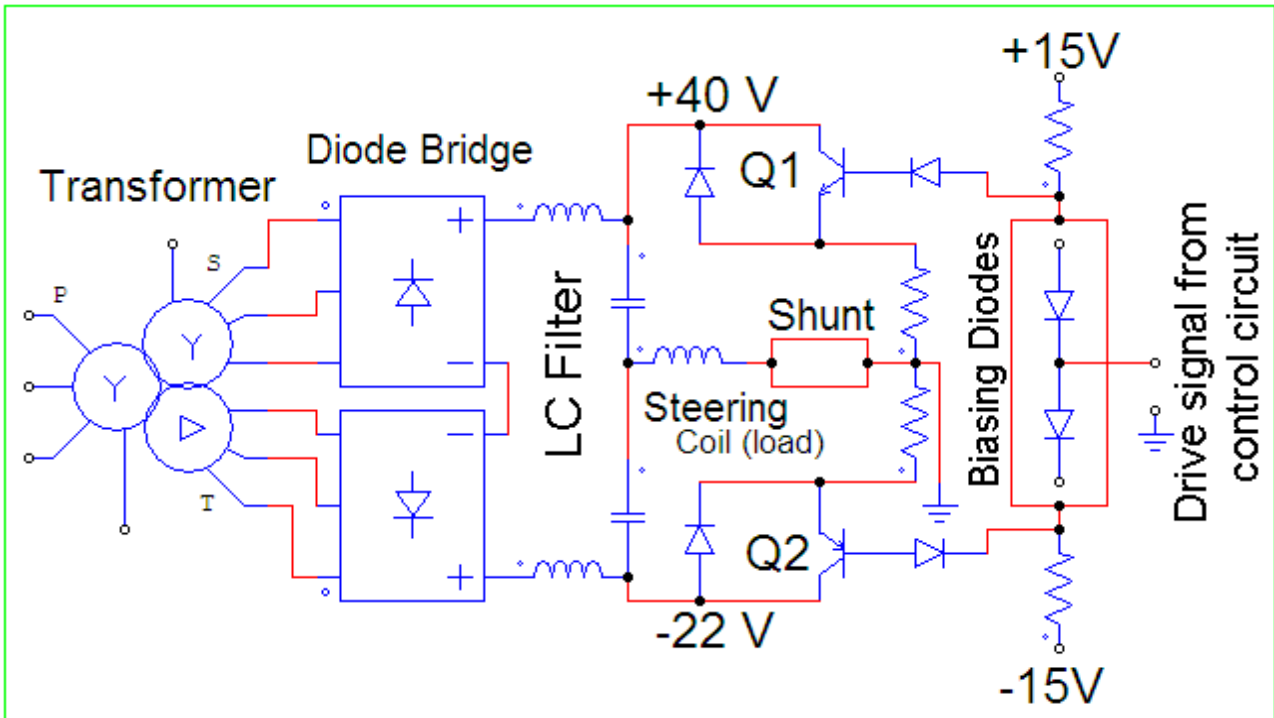 +15V
+40 V
Diode Bridge
Q1
Transformer
+
S
P
Y
Shunt
Y
−
LC Filter
Biasing Diodes
Drive signal from
control circuit
Steering
Coil (load)
−
T
Q2
+
-22 V
-15V